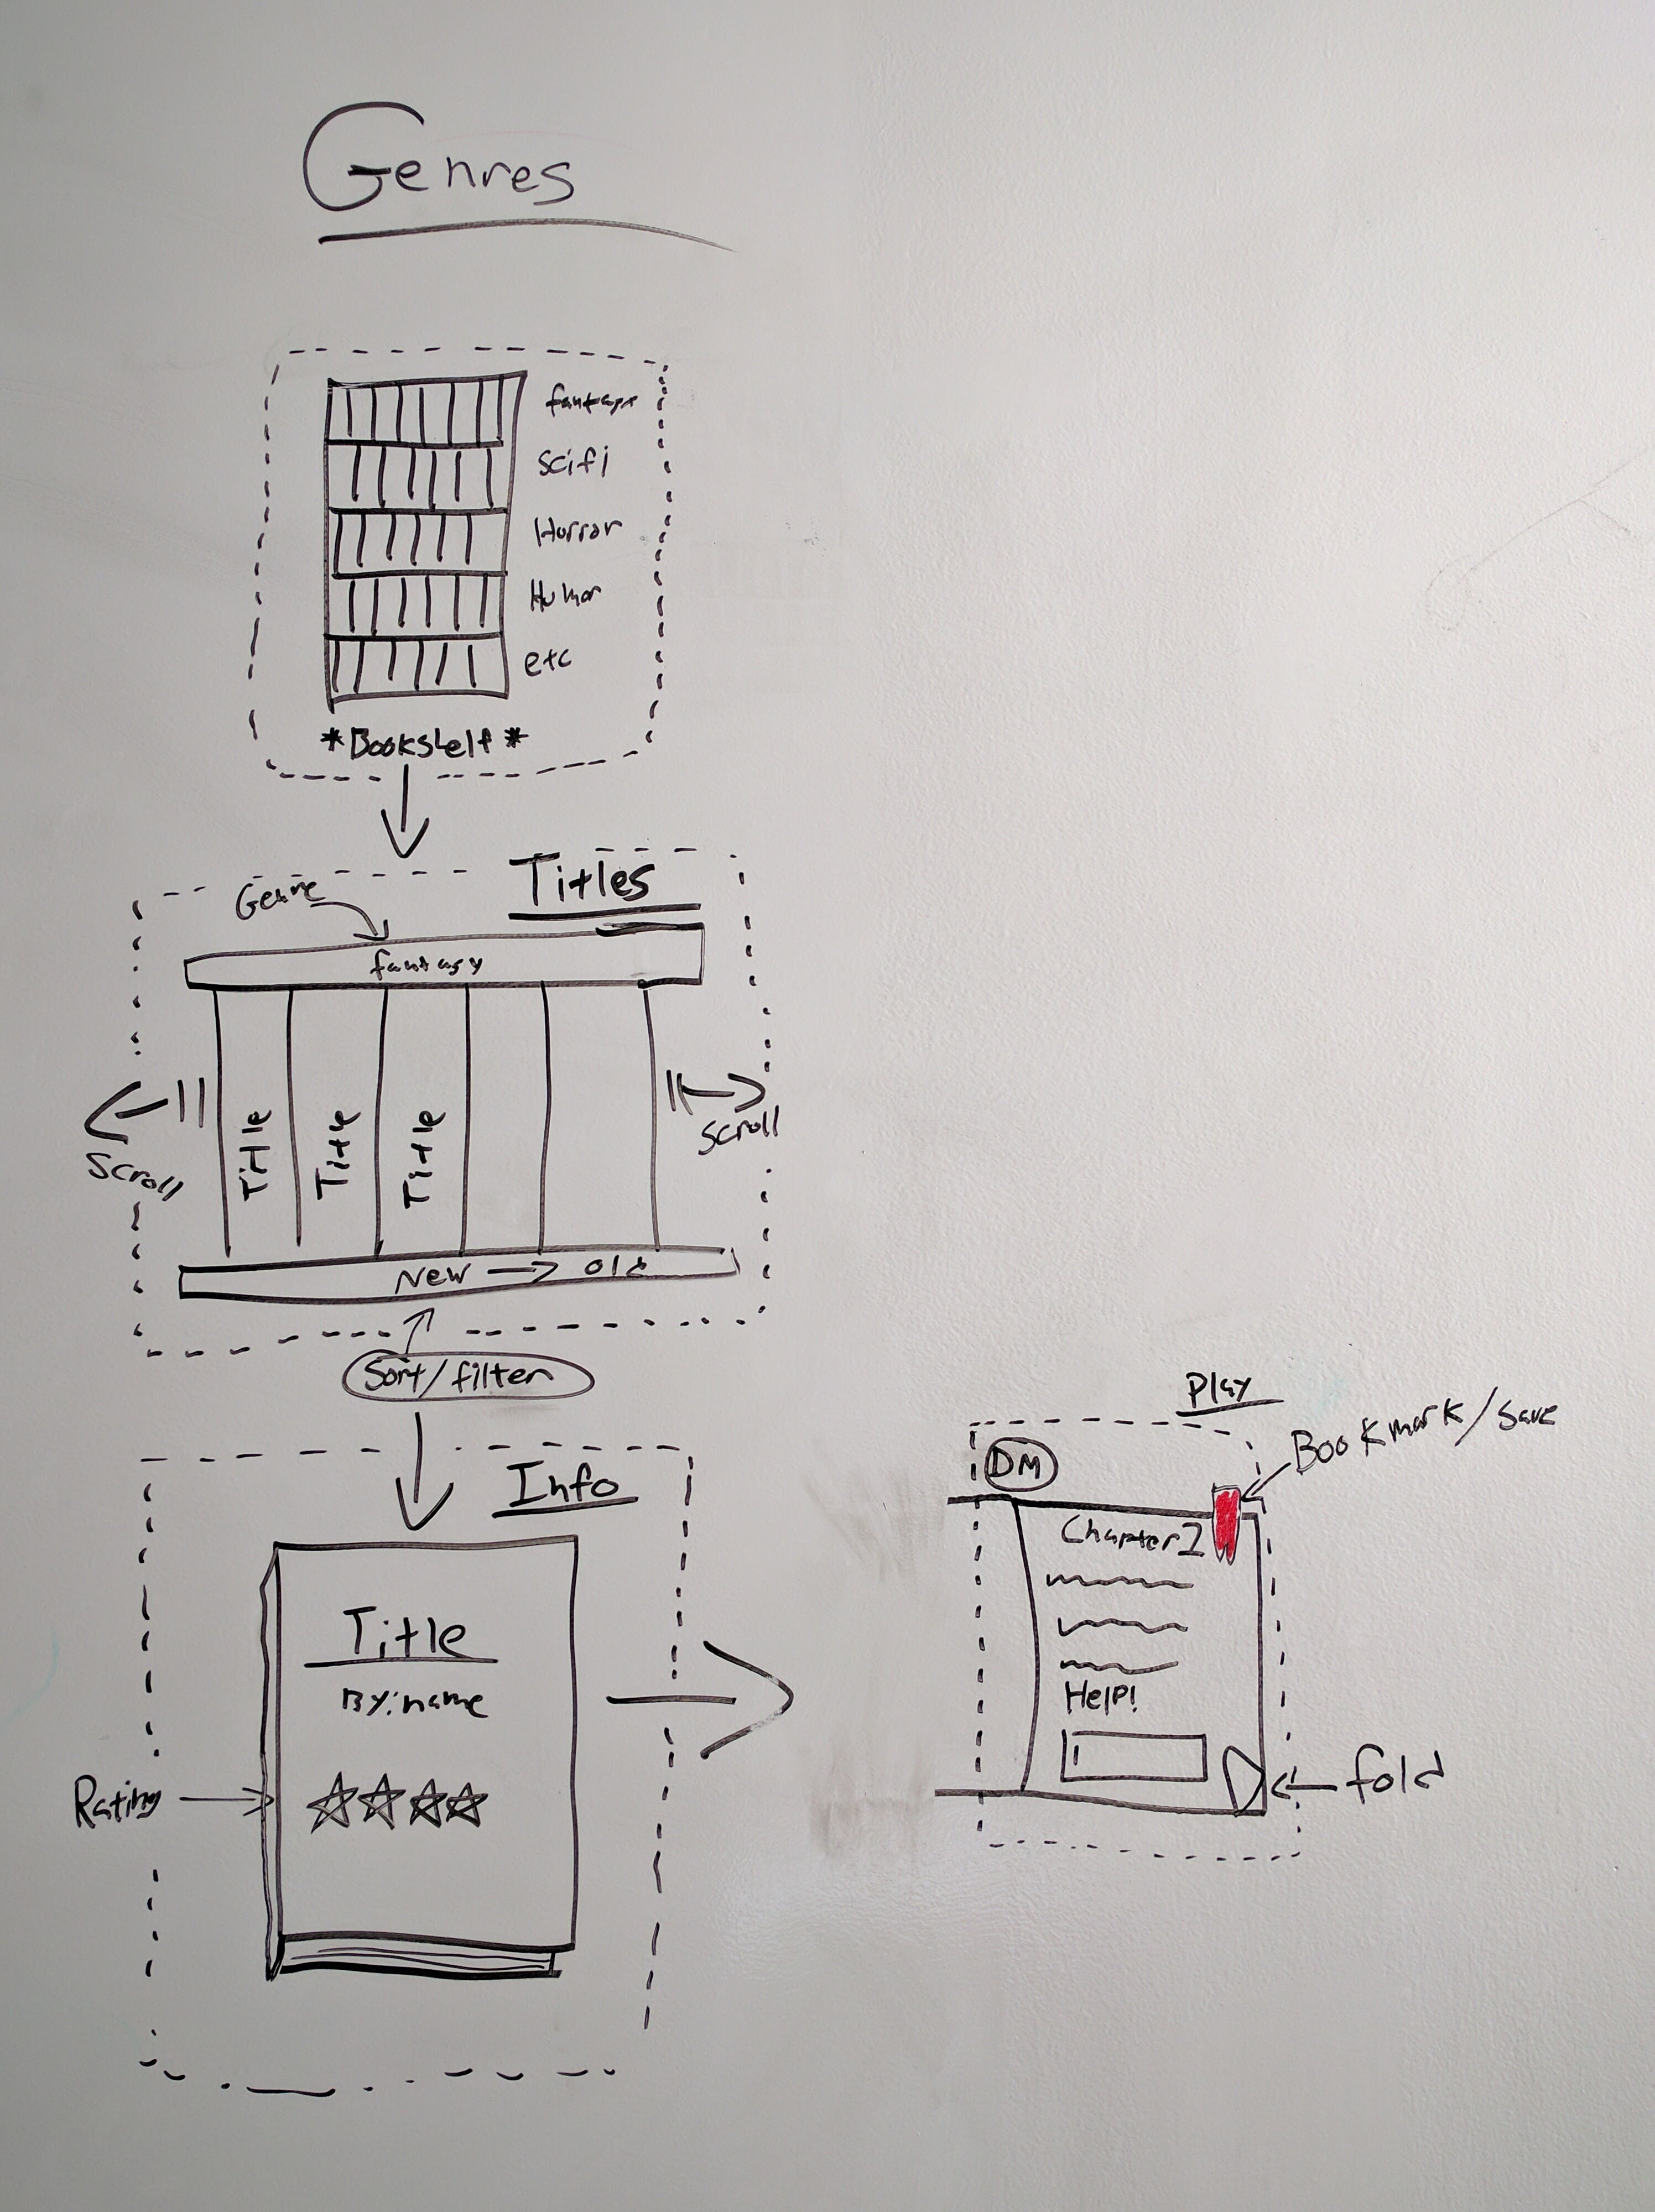 Genres
fantasy
Scifi
Horror
Humor
etc
*Bookshelf*
Titles
Genre
fantasy
Scroll
Title
Title
Title
Scroll
New → Old
Sort/filter
Info
Title
By: name
Rating
Play
Bookmark/save
DM
Chapter 1
Help!
fold